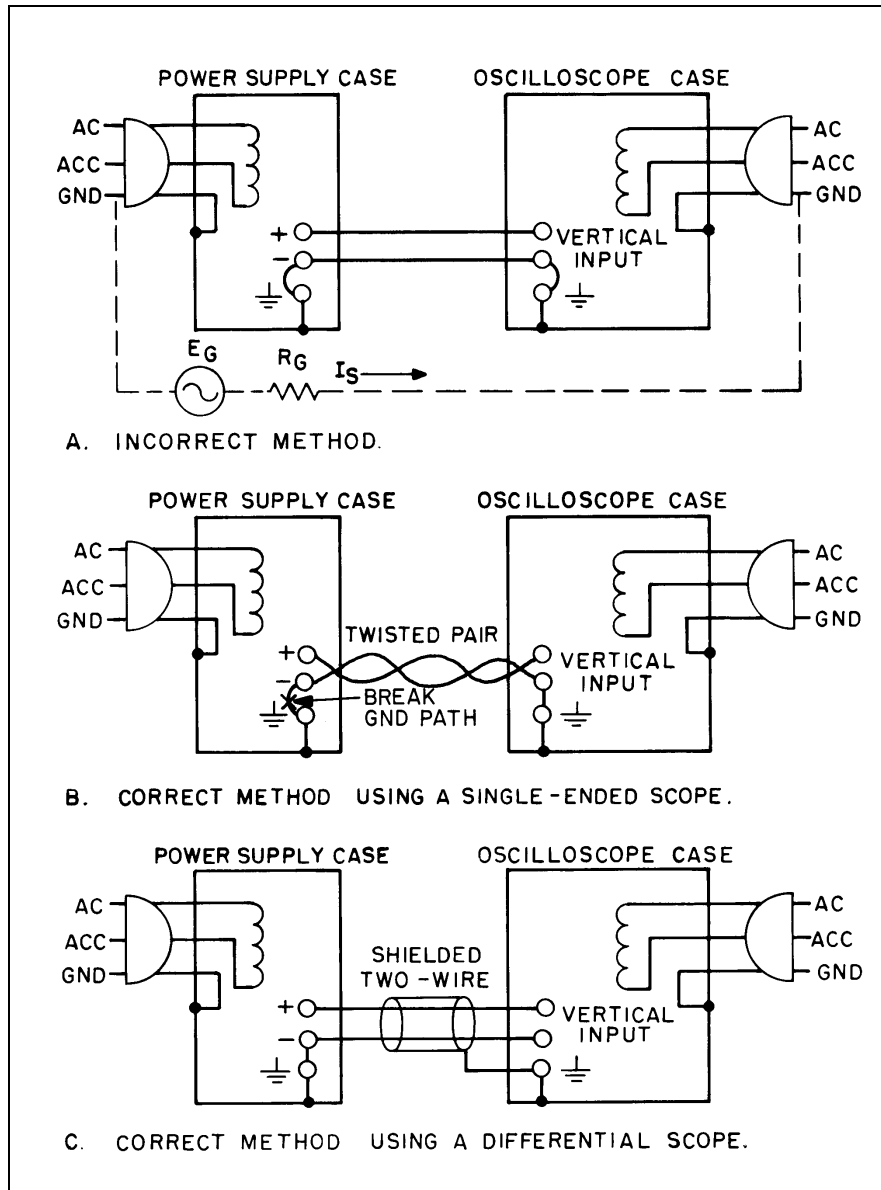 POWER SUPPLY CASE
OSCILLOSCOPE CASE
AC
ACC
GND
+
−
VERTICAL
INPUT
AC
ACC
GND
EG
RG
IS
A. INCORRECT METHOD.
POWER SUPPLY CASE
OSCILLOSCOPE CASE
AC
ACC
GND
+
−
TWISTED PAIR
BREAK
GND PATH
VERTICAL
INPUT
AC
ACC
GND
B. CORRECT METHOD USING A SINGLE-ENDED SCOPE.
POWER SUPPLY CASE
OSCILLOSCOPE CASE
AC
ACC
GND
+
−
SHIELDED
TWO-WIRE
VERTICAL
INPUT
AC
ACC
GND
C. CORRECT METHOD USING A DIFFERENTIAL SCOPE.